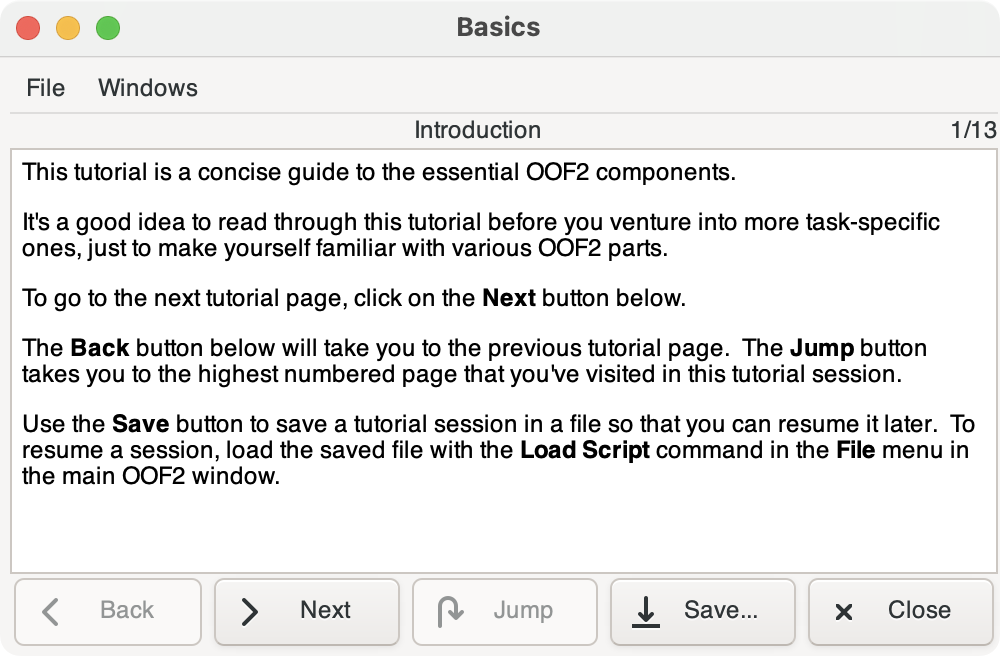 Basics
File Windows
Introduction 1/13
This tutorial is a concise guide to the essential OOF2 components.
It's a good idea to read through this tutorial before you venture into more task-specific
ones, just to make yourself familiar with various OOF2 parts.
To go to the next tutorial page, click on the Next button below.
The Back button below will take you to the previous tutorial page.  The Jump button
takes you to the highest numbered page that you've visited in this tutorial session.
Use the Save button to save a tutorial session in a file so that you can resume it later.  To
resume a session, load the saved file with the Load Script command in the File menu in
the main OOF2 window.
Back Next Jump Save... Close